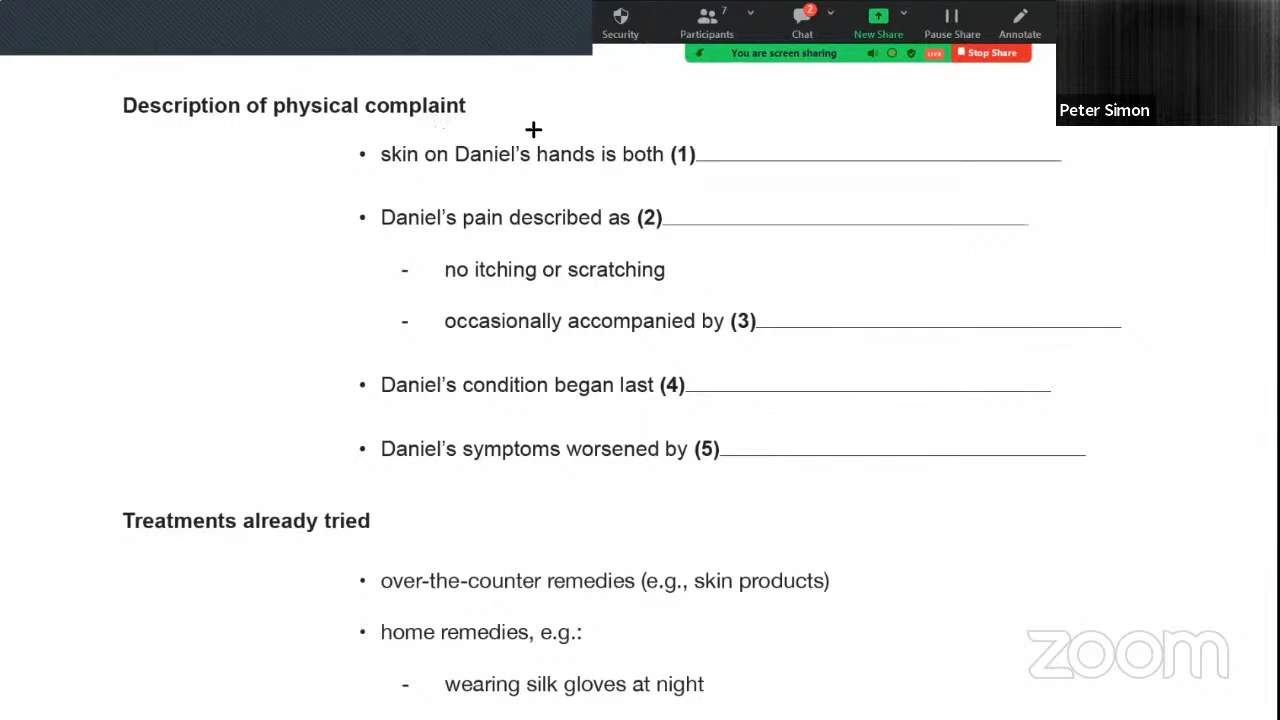 7
2
Security
Participants
Chat
New Share
Pause Share
Annotate
You are screen sharing
LIVE
Stop Share
Peter Simon
Description of physical complaint
• skin on Daniel’s hands is both (1)
• Daniel’s pain described as (2)
- no itching or scratching
- occasionally accompanied by (3)
• Daniel’s condition began last (4)
• Daniel’s symptoms worsened by (5)
Treatments already tried
• over-the-counter remedies (e.g., skin products)
• home remedies, e.g.:
- wearing silk gloves at night
zoom